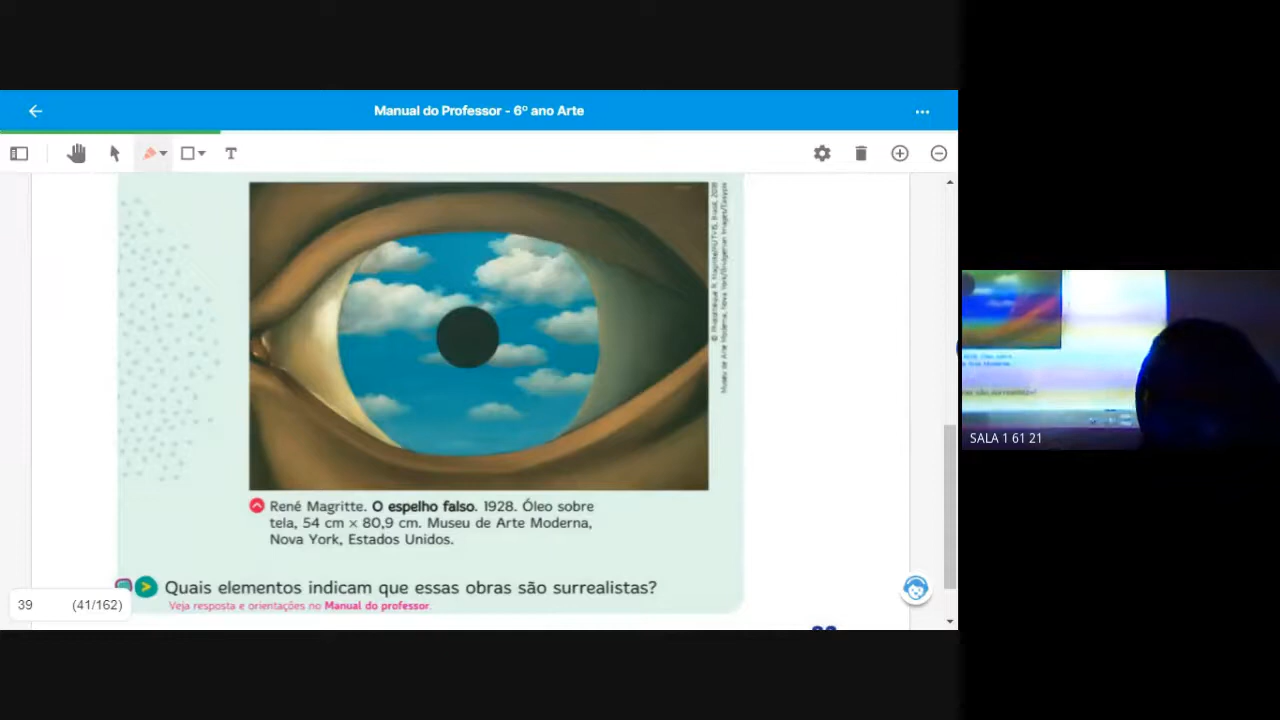 Manual do Professor - 6º ano Arte
T
René Magritte. O espelho falso. 1928. Óleo sobre
tela, 54 cm × 80,9 cm. Museu de Arte Moderna,
Nova York, Estados Unidos.
Quais elementos indicam que essas obras são surrealistas?
Veja resposta e orientações no Manual do professor.
39 (41/162)
SALA 1 61 21